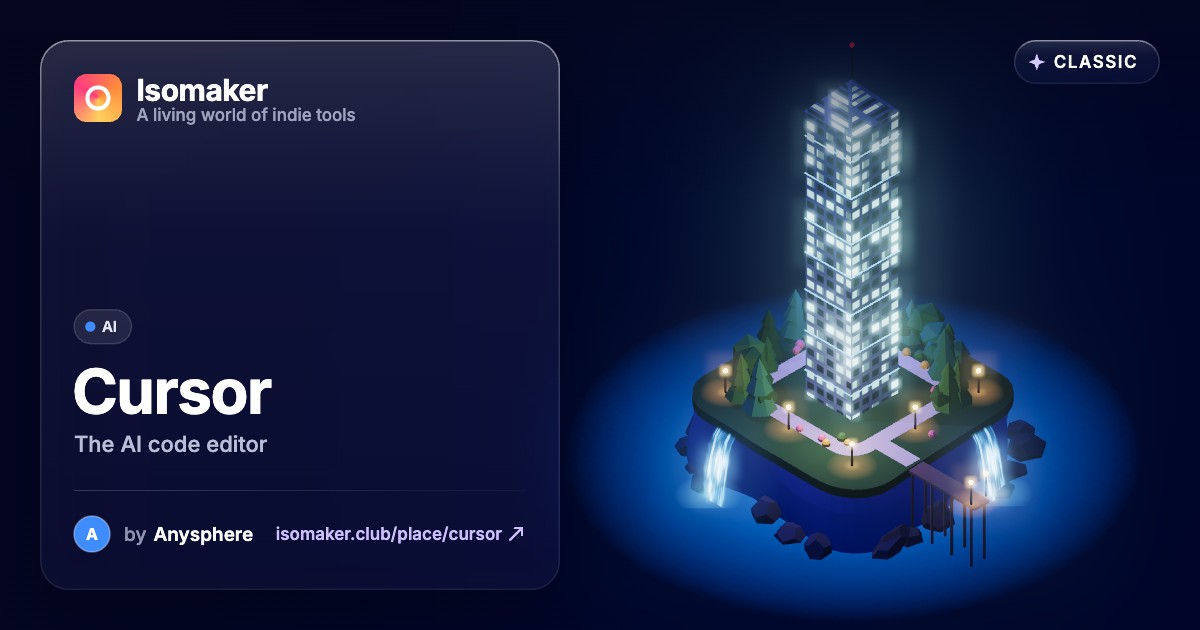 Isomaker
A living world of indie tools
CLASSIC
AI
Cursor
The AI code editor
A by Anysphere isomaker.club/place/cursor ↗